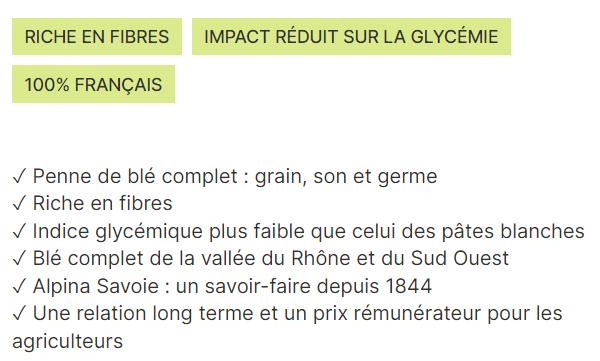 RICHE EN FIBRES
IMPACT RÉDUIT SUR LA GLYCÉMIE
100% FRANÇAIS
✓ Penne de blé complet : grain, son et germe
✓ Riche en fibres
✓ Indice glycémique plus faible que celui des pâtes blanches
✓ Blé complet de la vallée du Rhône et du Sud Ouest
✓ Alpina Savoie : un savoir-faire depuis 1844
✓ Une relation long terme et un prix rémunérateur pour les
agriculteurs